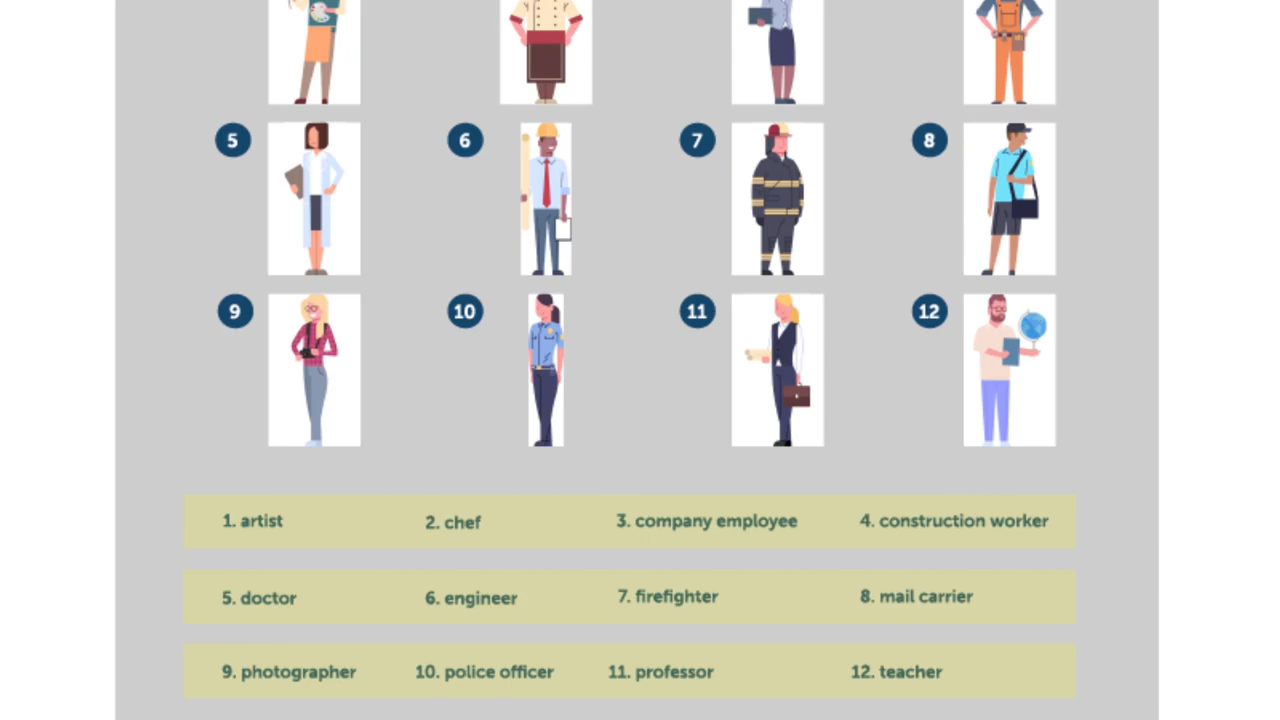 5 6 7 8
9 10 11 12
1. artist 2. chef 3. company employee 4. construction worker
5. doctor 6. engineer 7. firefighter 8. mail carrier
9. photographer 10. police officer 11. professor 12. teacher